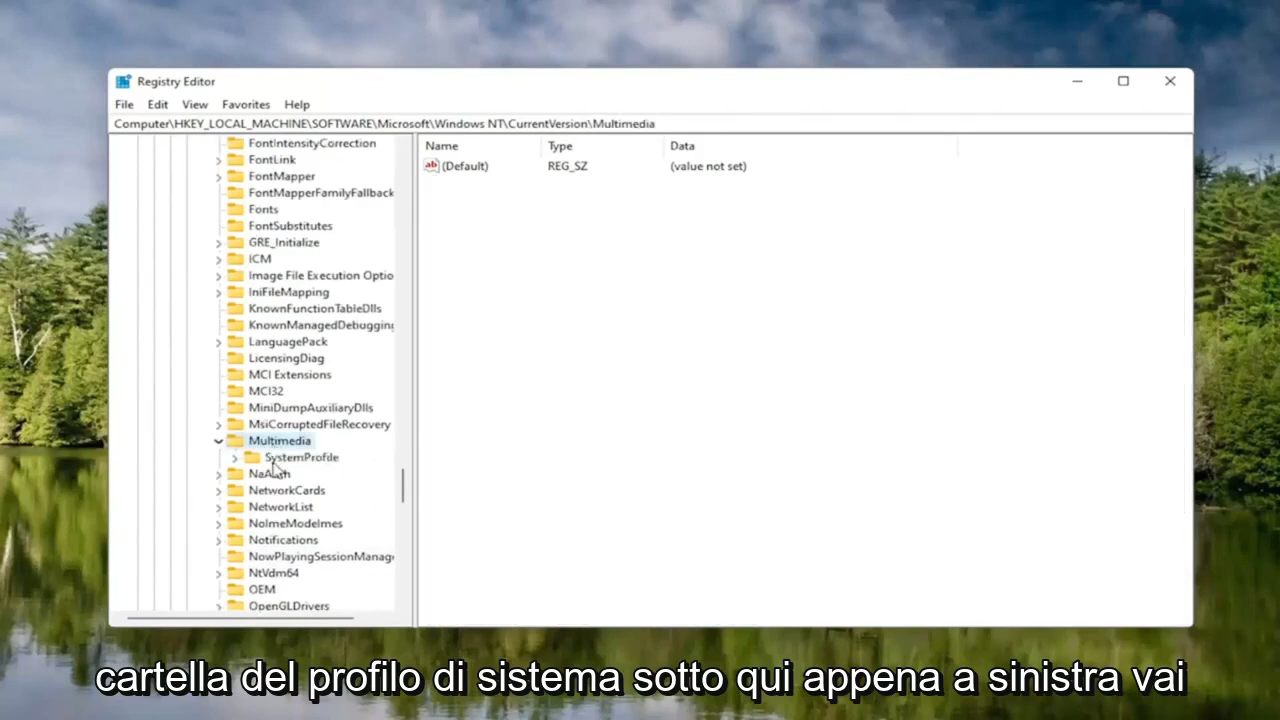 Registry Editor
File Edit View Favorites Help
Computer\HKEY_LOCAL_MACHINE\SOFTWARE\Microsoft\Windows NT\CurrentVersion\Multimedia
Name Type Data
ab (Default) REG_SZ (value not set)
FontIntensityCorrection
FontLink
FontMapper
FontMapperFamilyFallback
Fonts
FontSubstitutes
GRE_Initialize
ICM
Image File Execution Optio
IniFileMapping
KnownFunctionTableDlls
KnownManagedDebugging
LanguagePack
LicensingDiag
MCI Extensions
MCI32
MiniDumpAuxiliaryDlls
MsiCorruptedFileRecovery
Multimedia
SystemProfile
NetworkCards
NetworkList
NoImeModeImes
Notifications
NowPlayingSessionManage
NtVdm64
OEM
OpenGLDrivers
cartella del profilo di sistema sotto qui appena a sinistra vai